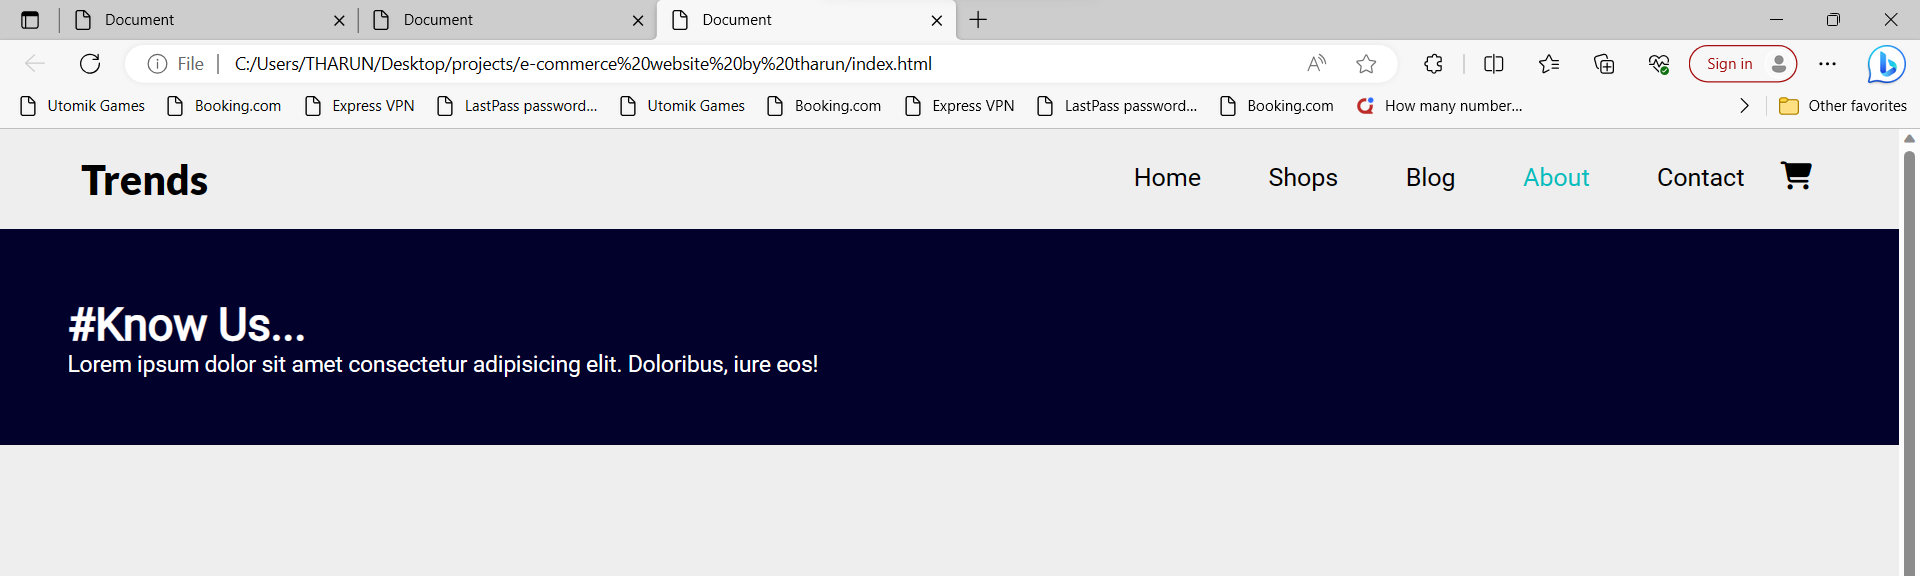 Document Document Document
File C:/Users/THARUN/Desktop/projects/e-commerce%20website%20by%20tharun/index.html Sign in
Utomik Games Booking.com Express VPN LastPass password... Utomik Games Booking.com Express VPN LastPass password... Booking.com How many number... Other favorites
Trends Home Shops Blog About Contact
#Know Us...
Lorem ipsum dolor sit amet consectetur adipisicing elit. Doloribus, iure eos!